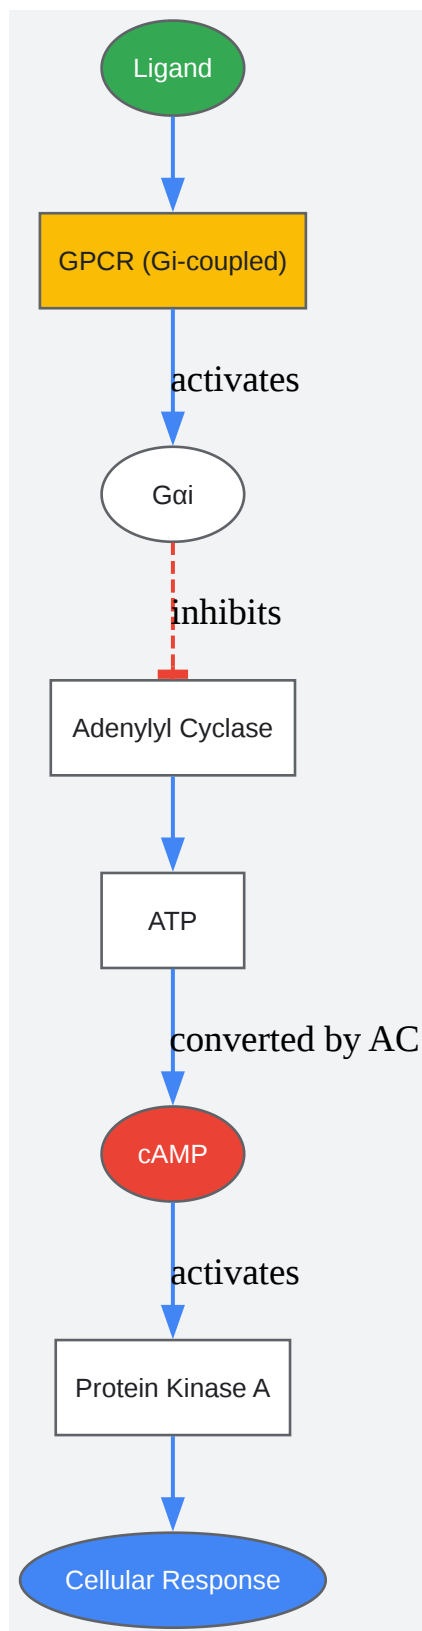 Ligand
GPCR (Gi-coupled)
activates
Gαi
inhibits
Adenylyl Cyclase
ATP
converted by AC
cAMP
activates
Protein Kinase A
Cellular Response